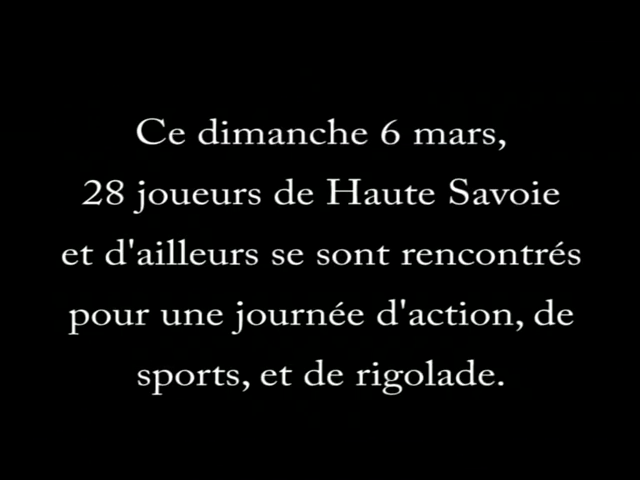 Ce dimanche 6 mars,
28 joueurs de Haute Savoie
et d'ailleurs se sont rencontrés
pour une journée d'action, de
sports, et de rigolade.